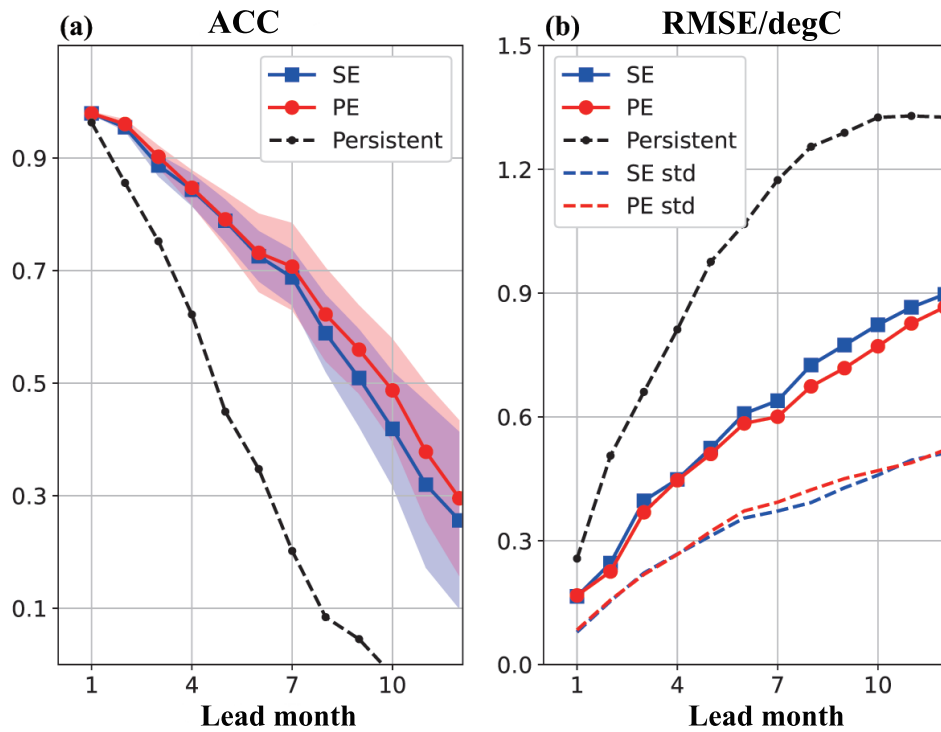 (a) ACC
SE
PE
Persistent
0.9
0.7
0.5
0.3
0.1
1 4 7 10
Lead month
(b) RMSE/degC
SE
PE
Persistent
SE std
PE std
1.5
1.2
0.9
0.6
0.3
0.0
1 4 7 10
Lead month